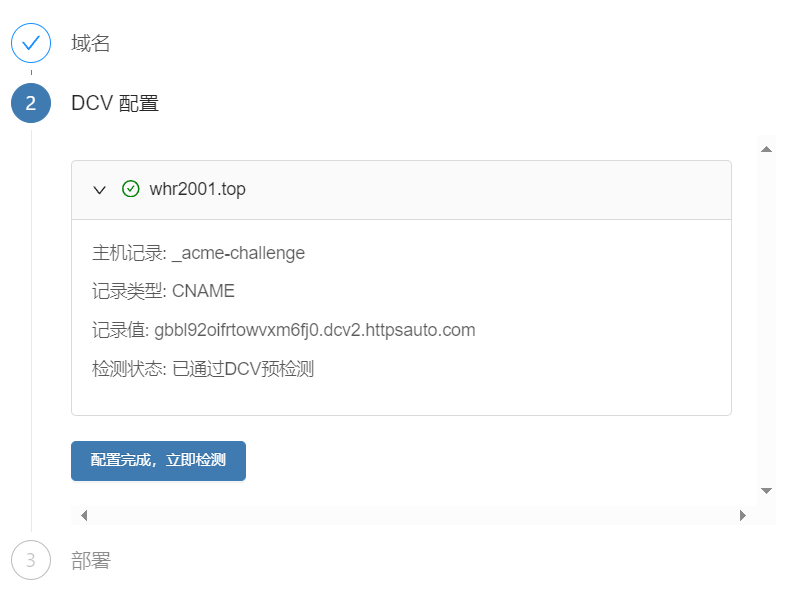 域名
2
DCV 配置
whr2001.top
主机记录: _acme-challenge
记录类型: CNAME
记录值: gbbl92oifrtowvxm6fj0.dcv2.httpsauto.com
检测状态: 已通过DCV预检测
配置完成，立即检测
3
部署